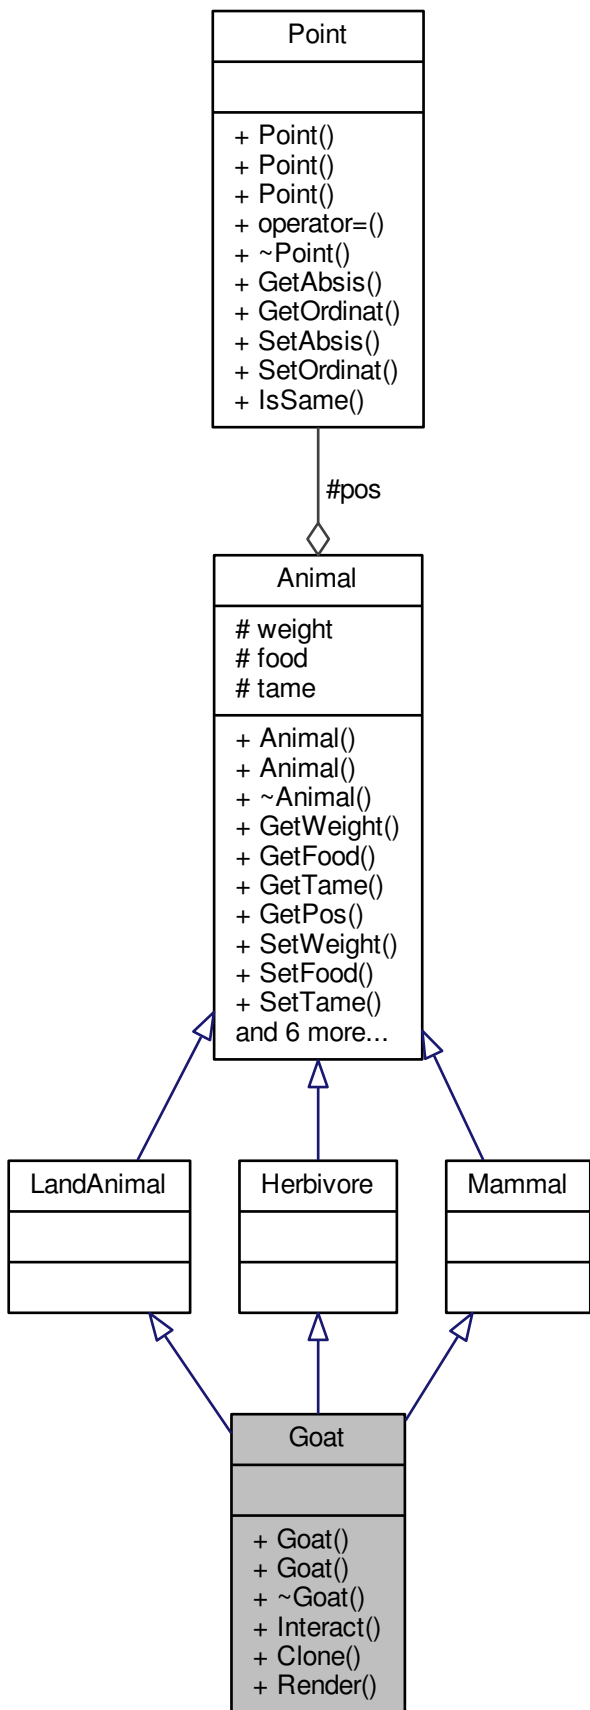 Point
+ Point()
+ Point()
+ Point()
+ operator=()
+ ~Point()
+ GetAbsis()
+ GetOrdinat()
+ SetAbsis()
+ SetOrdinat()
+ IsSame()
#pos
Animal
# weight
# food
# tame
+ Animal()
+ Animal()
+ ~Animal()
+ GetWeight()
+ GetFood()
+ GetTame()
+ GetPos()
+ SetWeight()
+ SetFood()
+ SetTame()
and 6 more...
LandAnimal
Herbivore
Mammal
Goat
+ Goat()
+ Goat()
+ ~Goat()
+ Interact()
+ Clone()
+ Render()